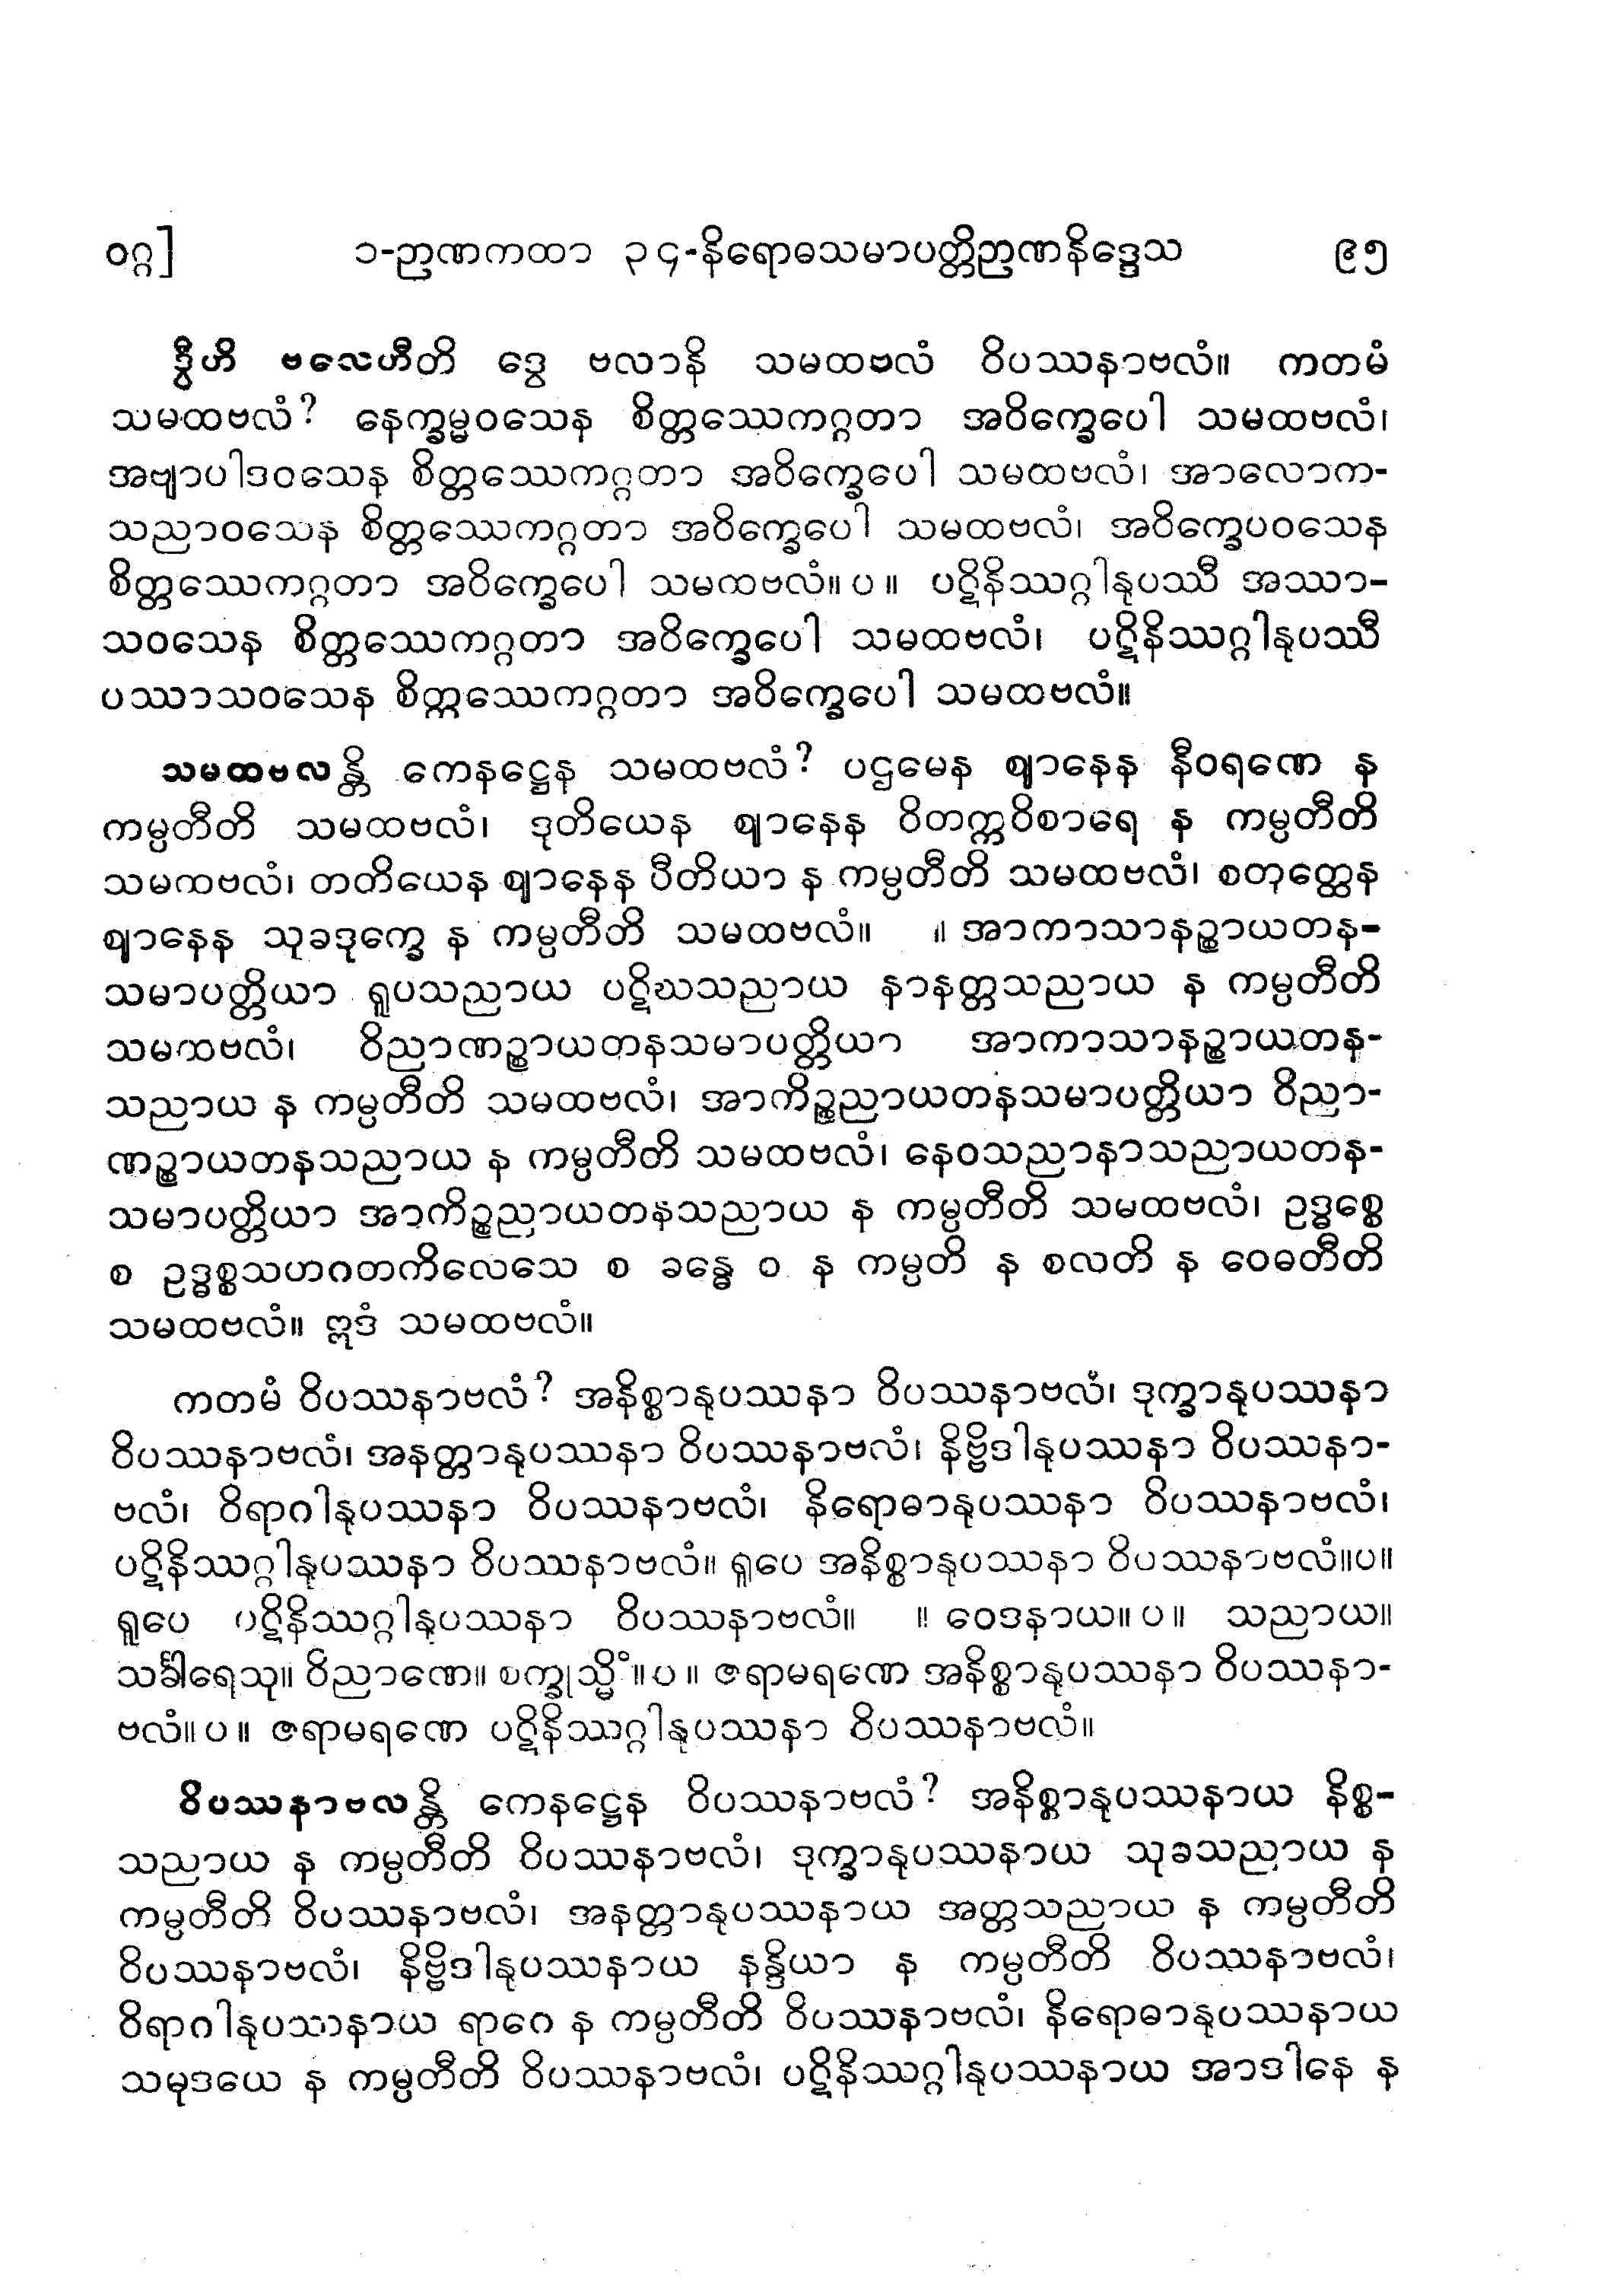 ဝဂ္ဂ] ၁-ဉာဏကထာ ၃၄-နိရောဓသမာပတ္တိဉာဏနိဒ္ဒေသ ၉၅
ဒွီဟိ ဗလေဟီတိ ဒွေ ဗလာနိ သမထဗလံ ဝိပဿနာဗလံ။ ကတမံ
သမထဗလံ? နေက္ခမ္မဝသေန စိတ္တဿေကဂ္ဂတာ အဝိက္ခေပေါ သမထဗလံ၊
အဗျာပါဒဝသေန စိတ္တဿေကဂ္ဂတာ အဝိက္ခေပေါ သမထဗလံ၊ အာလောက-
သညာဝသေန စိတ္တဿေကဂ္ဂတာ အဝိက္ခေပေါ သမထဗလံ၊ အဝိက္ခေပဝသေန
စိတ္တဿေကဂ္ဂတာ အဝိက္ခေပေါ သမထဗလံ။ ပ ။ ပဋိနိဿဂ္ဂါနုပဿီ အဿာ-
သဝသေန စိတ္တဿေကဂ္ဂတာ အဝိက္ခေပေါ သမထဗလံ၊ ပဋိနိဿဂ္ဂါနုပဿီ
ပဿာသဝသေန စိတ္တဿေကဂ္ဂတာ အဝိက္ခေပေါ သမထဗလံ။
သမထဗလန္တိ ကေနဋ္ဌေန သမထဗလံ? ပဌမေန ဈာနေန နီဝရဏေ န
ကမ္ပတီတိ သမထဗလံ၊ ဒုတိယေန ဈာနေန ဝိတက္ကဝိစာရေ န ကမ္ပတီတိ
သမထဗလံ၊ တတိယေန ဈာနေန ပီတိယာ န ကမ္ပတီတိ သမထဗလံ၊ စတုတ္ထေန
ဈာနေန သုခဒုက္ခေ န ကမ္ပတီတိ သမထဗလံ။ ။ အာကာသာနဉ္စာယတန-
သမာပတ္တိယာ ရူပသညာယ ပဋိဃသညာယ နာနတ္တသညာယ န ကမ္ပတီတိ
သမထဗလံ၊ ဝိညာဏဉ္စာယတနသမာပတ္တိယာ အာကာသာနဉ္စာယတန-
သညာယ န ကမ္ပတီတိ သမထဗလံ၊ အာကိဉ္စညာယတနသမာပတ္တိယာ ဝိညာ-
ဏဉ္စာယတနသညာယ န ကမ္ပတီတိ သမထဗလံ၊ နေဝသညာနာသညာယတန-
သမာပတ္တိယာ အာကိဉ္စညာယတနသညာယ န ကမ္ပတီတိ သမထဗလံ၊ ဥဒ္ဓစ္စေ
စ ဥဒ္ဓစ္စသဟဂတကိလေသေ စ ခန္ဓေ ဝ န ကမ္ပတိ န စလတိ န ဝေဓတီတိ
သမထဗလံ။ ဣဒံ သမထဗလံ။
ကတမံ ဝိပဿနာဗလံ? အနိစ္စာနုပဿနာ ဝိပဿနာဗလံ၊ ဒုက္ခာနုပဿနာ
ဝိပဿနာဗလံ၊ အနတ္တာနုပဿနာ ဝိပဿနာဗလံ၊ နိဗ္ဗိဒါနုပဿနာ ဝိပဿနာ-
ဗလံ၊ ဝိရာဂါနုပဿနာ ဝိပဿနာဗလံ၊ နိရောဓာနုပဿနာ ဝိပဿနာဗလံ၊
ပဋိနိဿဂ္ဂါနုပဿနာ ဝိပဿနာဗလံ။ ရူပေ အနိစ္စာနုပဿနာ ဝိပဿနာဗလံ။ပ။
ရူပေ ပဋိနိဿဂ္ဂါနုပဿနာ ဝိပဿနာဗလံ။ ။ ဝေဒနာယ။ ပ ။ သညာယ။
သင်္ခါရေသု။ ဝိညာဏေ။ စက္ခုသ္မိံ ။ ပ ။ ဇရာမရဏေ အနိစ္စာနုပဿနာ ဝိပဿနာ-
ဗလံ။ ပ ။ ဇရာမရဏေ ပဋိနိဿဂ္ဂါနုပဿနာ ဝိပဿနာဗလံ။
ဝိပဿနာဗလန္တိ ကေနဋ္ဌေန ဝိပဿနာဗလံ? အနိစ္စာနုပဿနာယ နိစ္စ-
သညာယ န ကမ္ပတီတိ ဝိပဿနာဗလံ၊ ဒုက္ခာနုပဿနာယ သုခသညာယ န
ကမ္ပတီတိ ဝိပဿနာဗလံ၊ အနတ္တာနုပဿနာယ အတ္တသညာယ န ကမ္ပတီတိ
ဝိပဿနာဗလံ၊ နိဗ္ဗိဒါနုပဿနာယ နန္ဒိယာ န ကမ္ပတီတိ ဝိပဿနာဗလံ၊
ဝိရာဂါနုပဿနာယ ရာဂေ န ကမ္ပတီတိ ဝိပဿနာဗလံ၊ နိရောဓာနုပဿနာယ
သမုဒယေ န ကမ္ပတီတိ ဝိပဿနာဗလံ၊ ပဋိနိဿဂ္ဂါနုပဿနာယ အာဒါနေ န